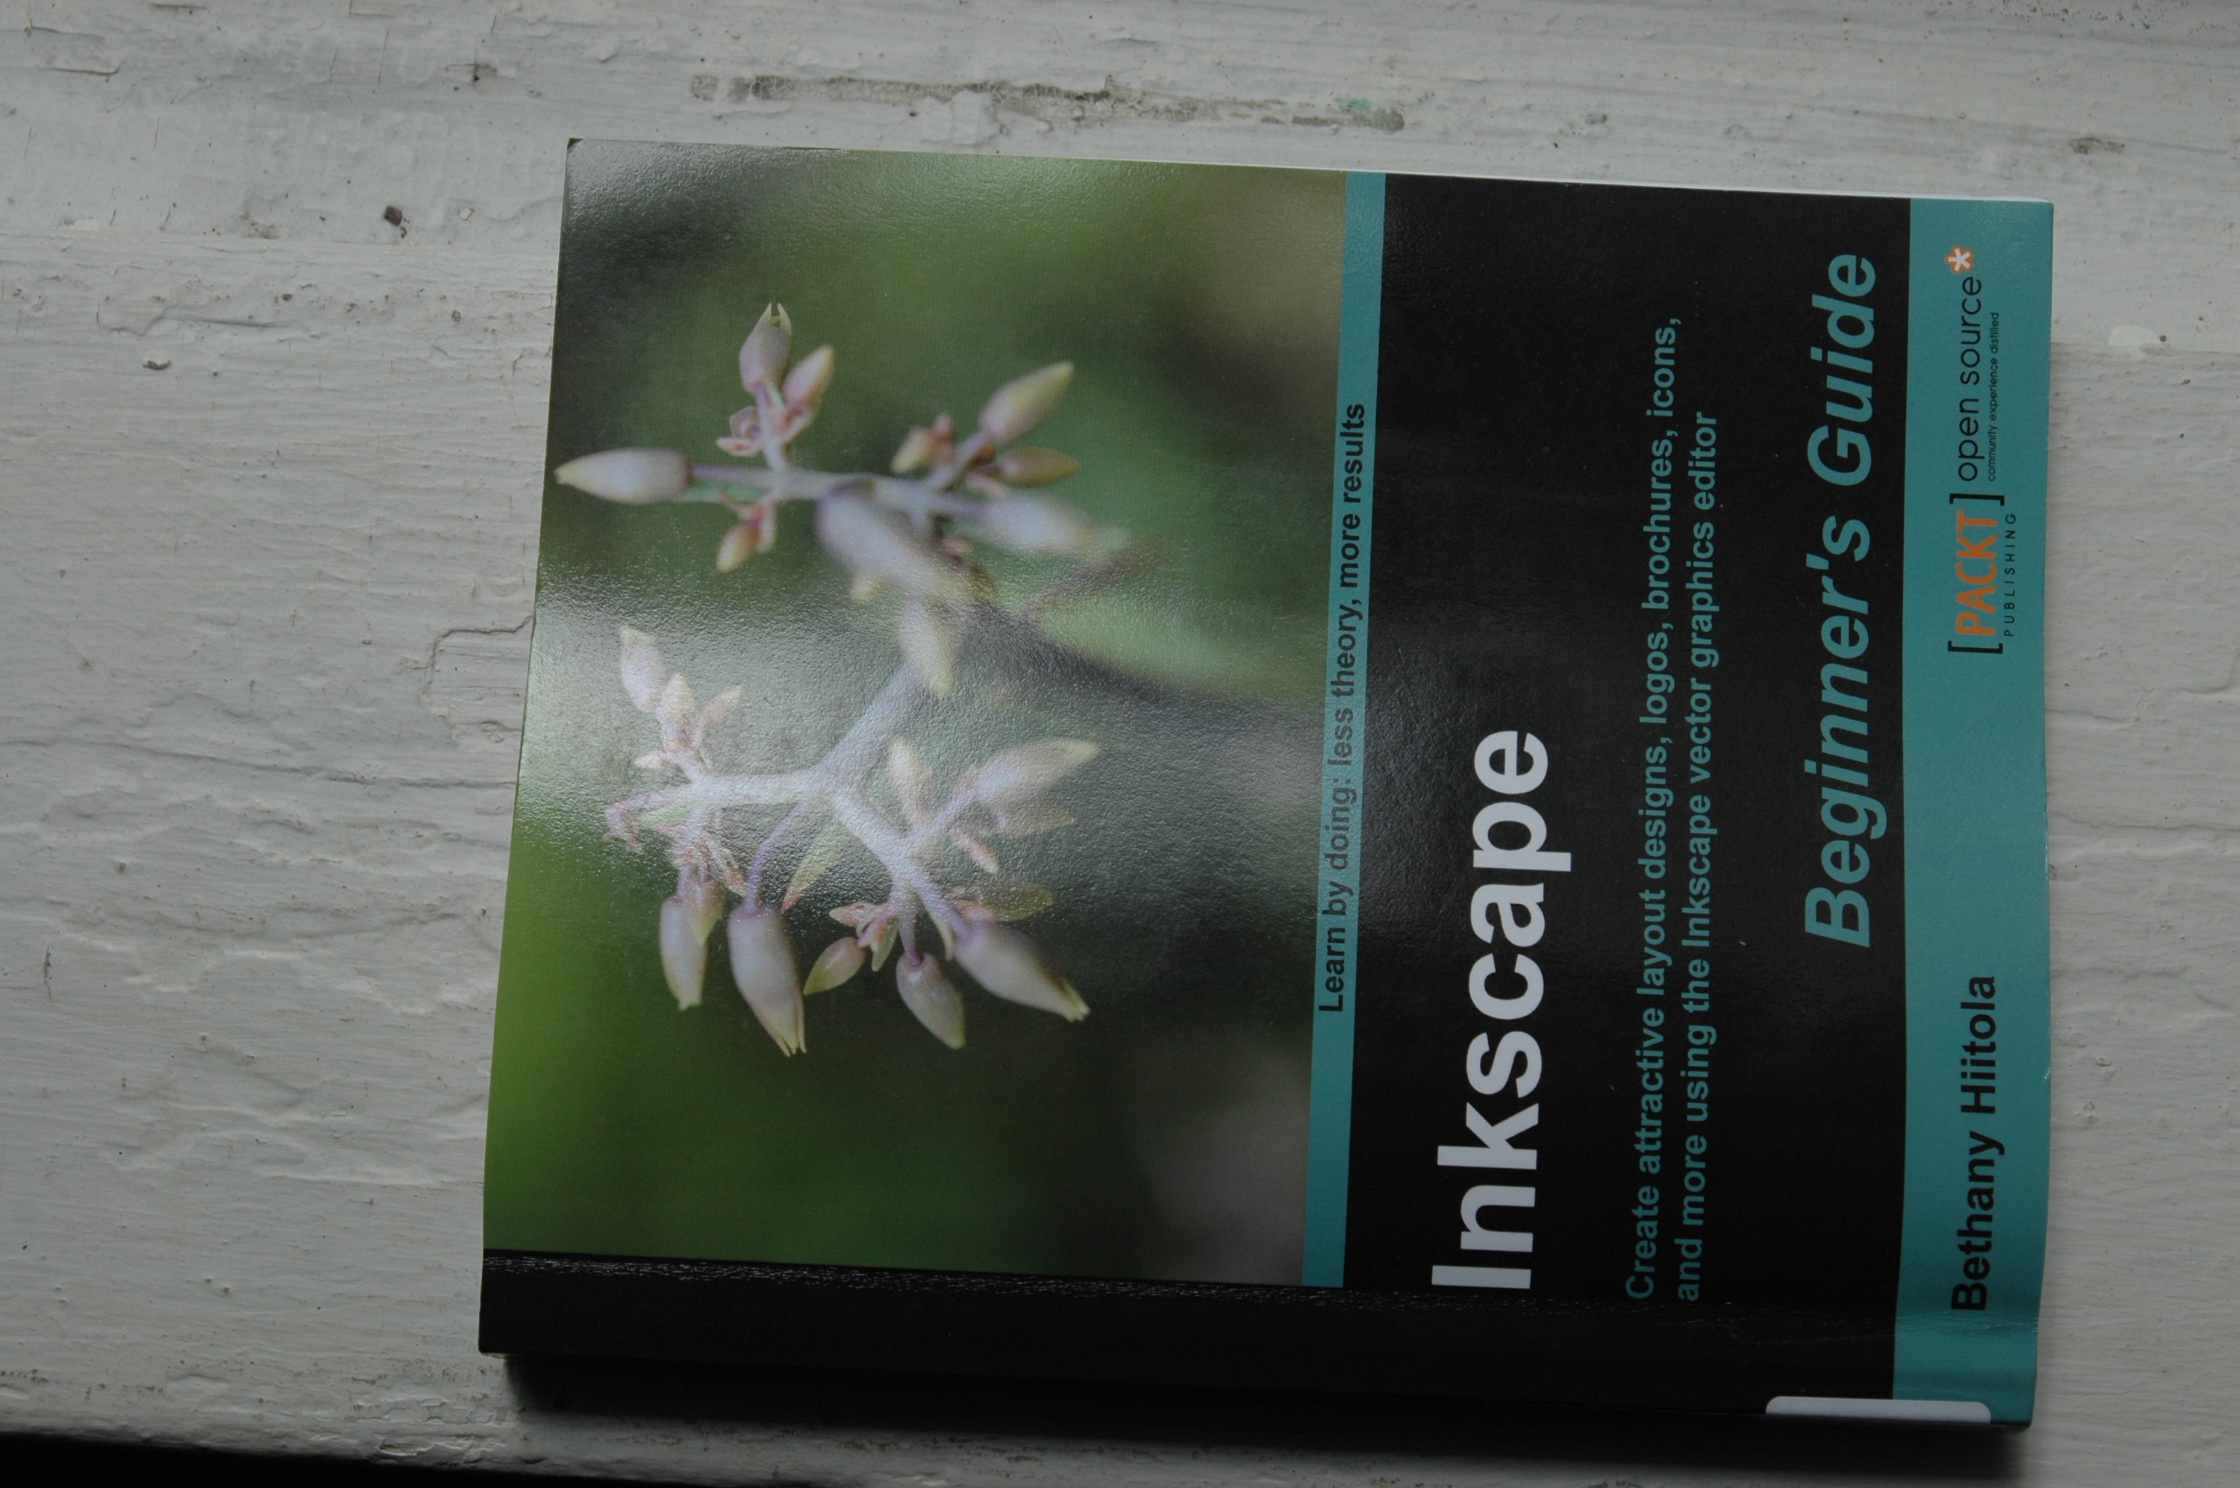 Learn by doing: less theory, more results
Inkscape
Create attractive layout designs, logos, brochures, icons,
and more using the Inkscape vector graphics editor
Beginner's Guide
Bethany Hiitola
[PACKT]
PUBLISHING
open source*
community experience distilled